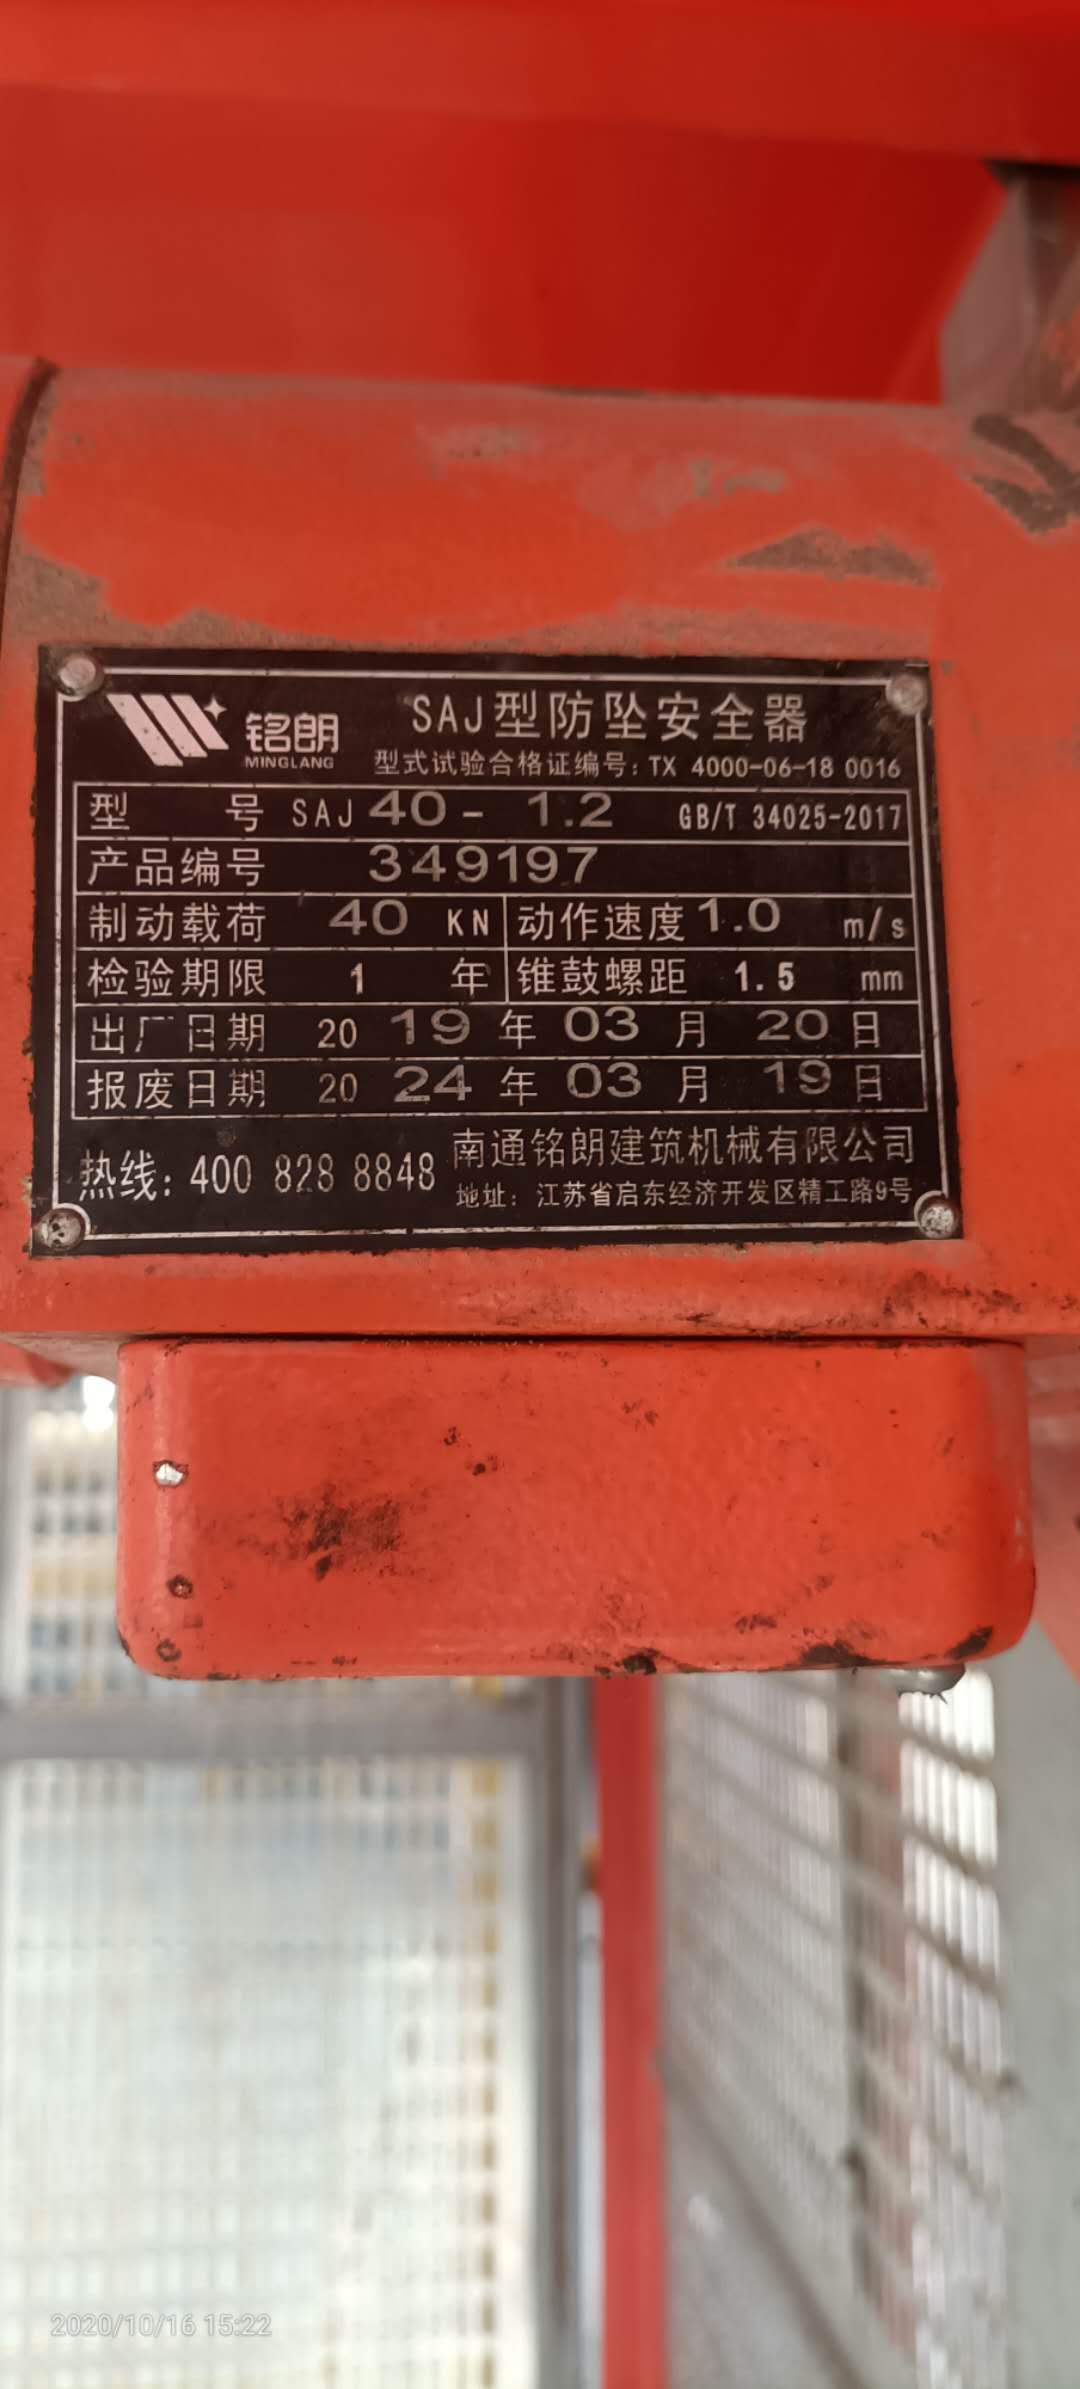 铭朗
MINGLANG
SAJ型防坠安全器
型式试验合格证编号：TX 4000-06-18 0016
型 号 SAJ 40 - 1.2 GB/T 34025-2017
产品编号 349197
制动载荷 40 KN 动作速度 1.0 m/s
检验期限 1 年 锥鼓螺距 1.5 mm
出厂日期 20 19 年 03 月 20 日
报废日期 20 24 年 03 月 19 日
热线：400 828 8848
南通铭朗建筑机械有限公司
地址：江苏省启东经济开发区精工路9号
2020/10/16 15:22